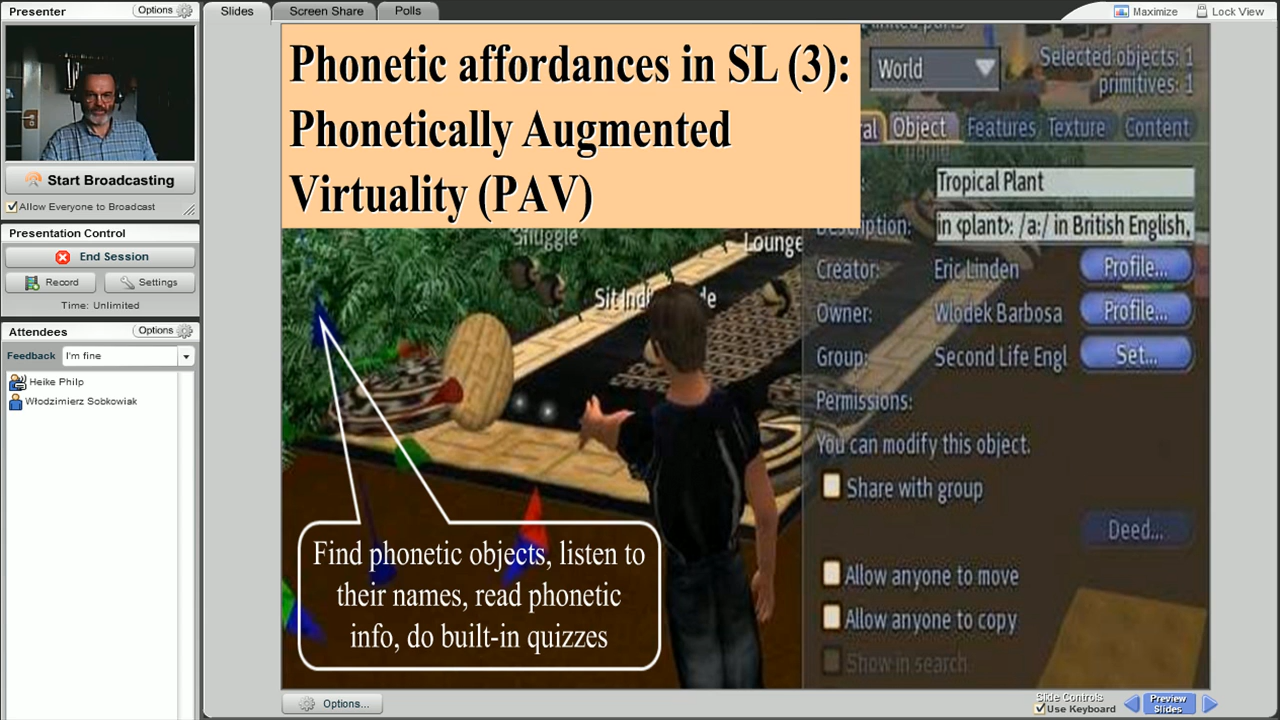 Presenter
Options
Start Broadcasting
Allow Everyone to Broadcast
Presentation Control
End Session
Record
Settings
Time: Unlimited
Attendees
Options
Feedback
I'm fine
Heike Philp
Włodzimierz Sobkowiak
Slides
Screen Share
Polls
Maximize
Lock View
Phonetic affordances in SL (3):
Phonetically Augmented
Virtuality (PAV)
Snuggle
Lounge
Sit
Find phonetic objects, listen to
their names, read phonetic
info, do built-in quizzes
World
Selected objects: 1
primitives: 1
Object
Features
Texture
Content
Tropical Plant
in <plant>: /a:/ in British English,
Creator:
Eric Linden
Profile...
Owner:
Wlodek Barbosa
Profile...
Group:
Second Life Engl
Set...
Permissions:
You can modify this object.
Share with group
Deed...
Allow anyone to move
Allow anyone to copy
Show in search
Options...
Slide Controls
Use Keyboard
Preview
Slides